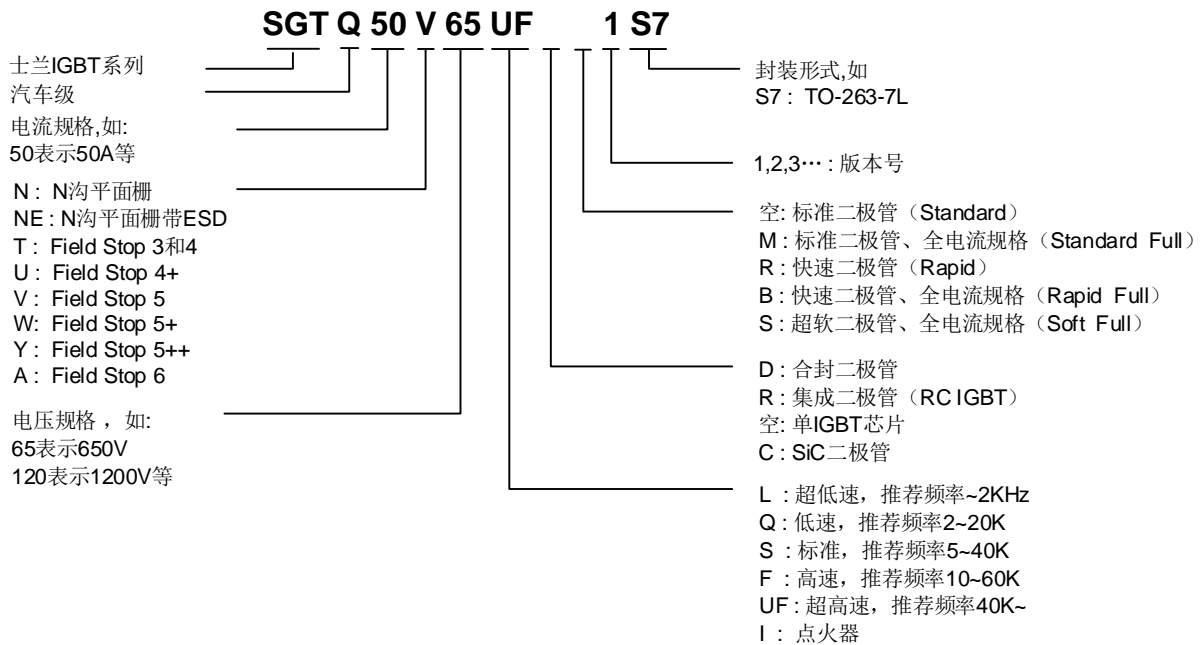 SGT Q 50 V 65 UF 1 S7
士兰IGBT系列
汽车级
电流规格,如:
50表示50A等
N : N沟平面栅
NE : N沟平面栅带ESD
T : Field Stop 3和4
U : Field Stop 4+
V : Field Stop 5
W: Field Stop 5+
Y : Field Stop 5++
A : Field Stop 6
电压规格 ,如:
65表示650V
120表示1200V等
封装形式,如
S7 : TO-263-7L
1,2,3… : 版本号
空: 标准二极管（Standard）
M : 标准二极管、全电流规格（Standard Full）
R : 快速二极管（Rapid）
B : 快速二极管、全电流规格（Rapid Full）
S : 超软二极管、全电流规格（Soft Full）
D : 合封二极管
R : 集成二极管（RC IGBT）
空: 单IGBT芯片
C : SiC二极管
L : 超低速，推荐频率~2KHz
Q : 低速，推荐频率2~20K
S : 标准，推荐频率5~40K
F : 高速，推荐频率10~60K
UF : 超高速，推荐频率40K~
I : 点火器